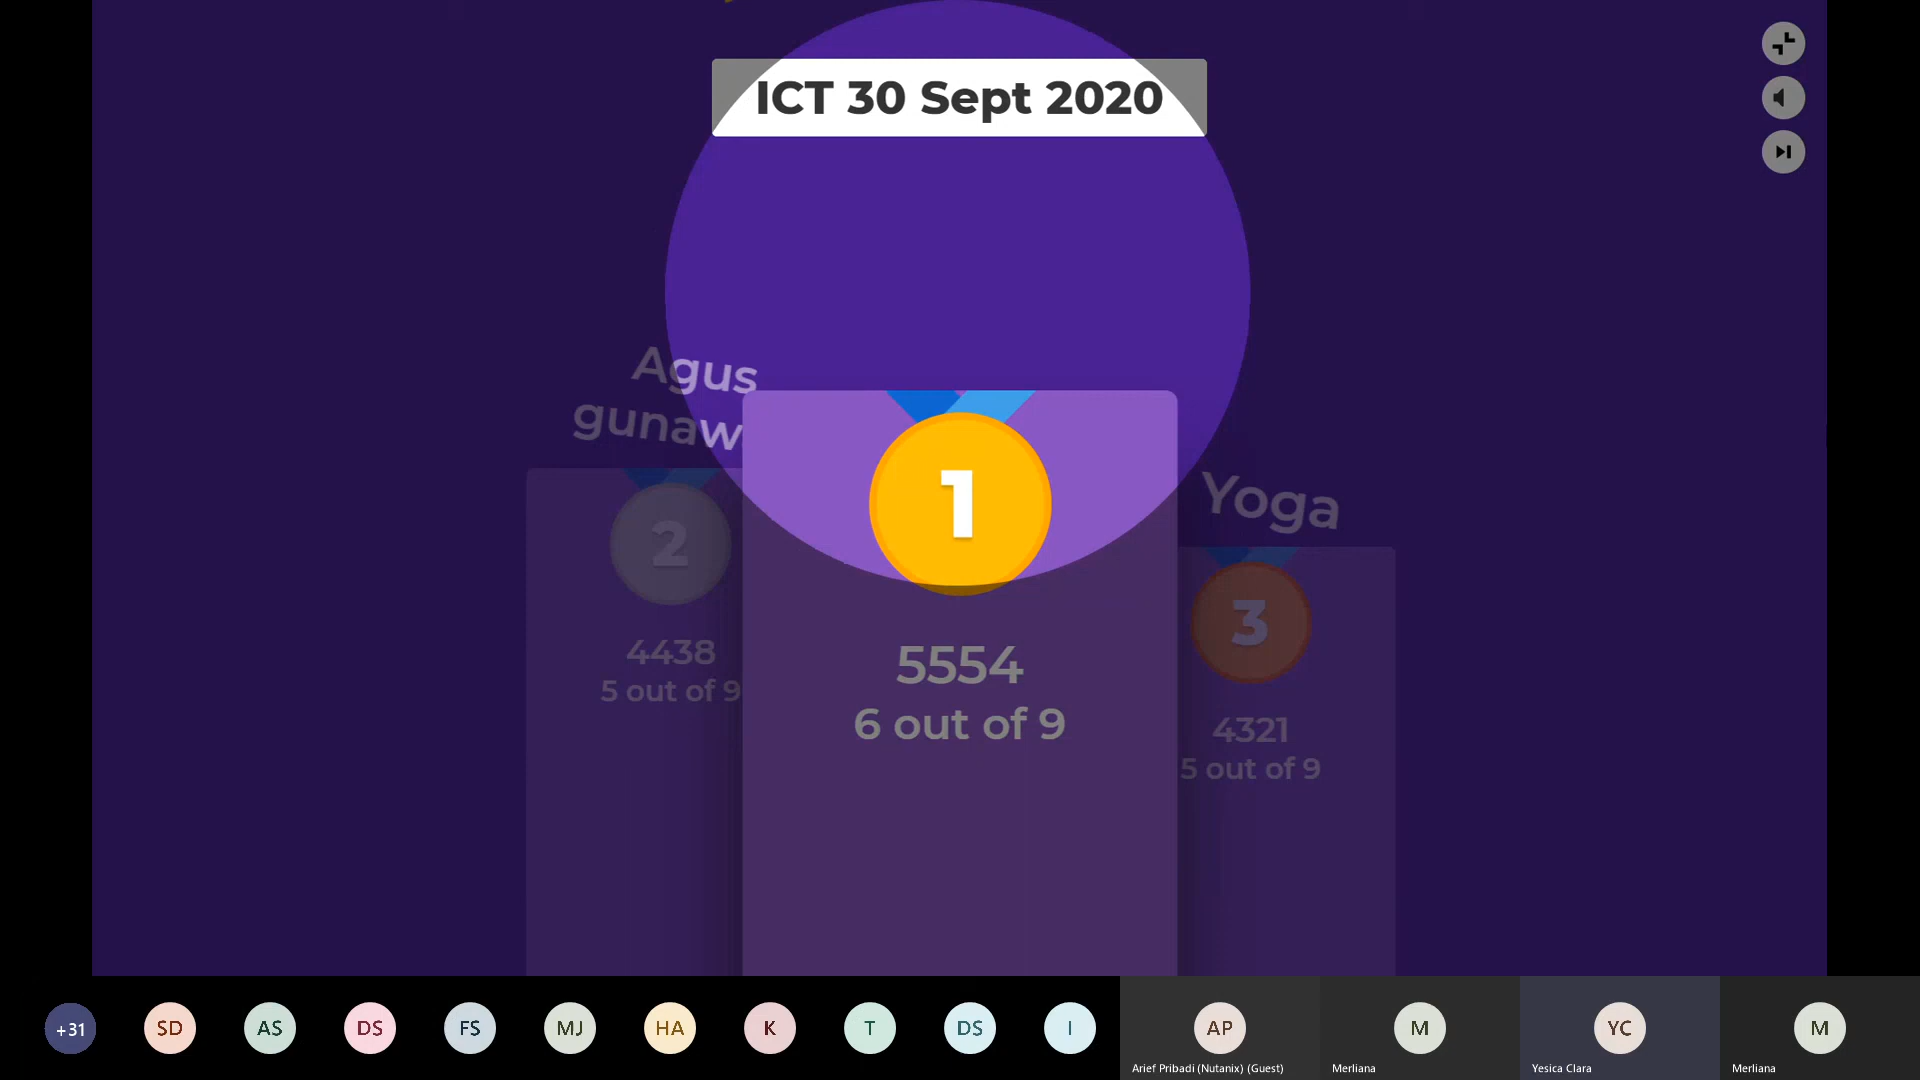 ICT 30 Sept 2020
Agus
gunaw
Yoga
1
2
3
5554
6 out of 9
4438
5 out of 9
4321
5 out of 9
+31
SD
AS
DS
FS
MJ
HA
K
T
DS
I
AP
Arief Pribadi (Nutanix) (Guest)
M
Merliana
YC
Yesica Clara
M
Merliana